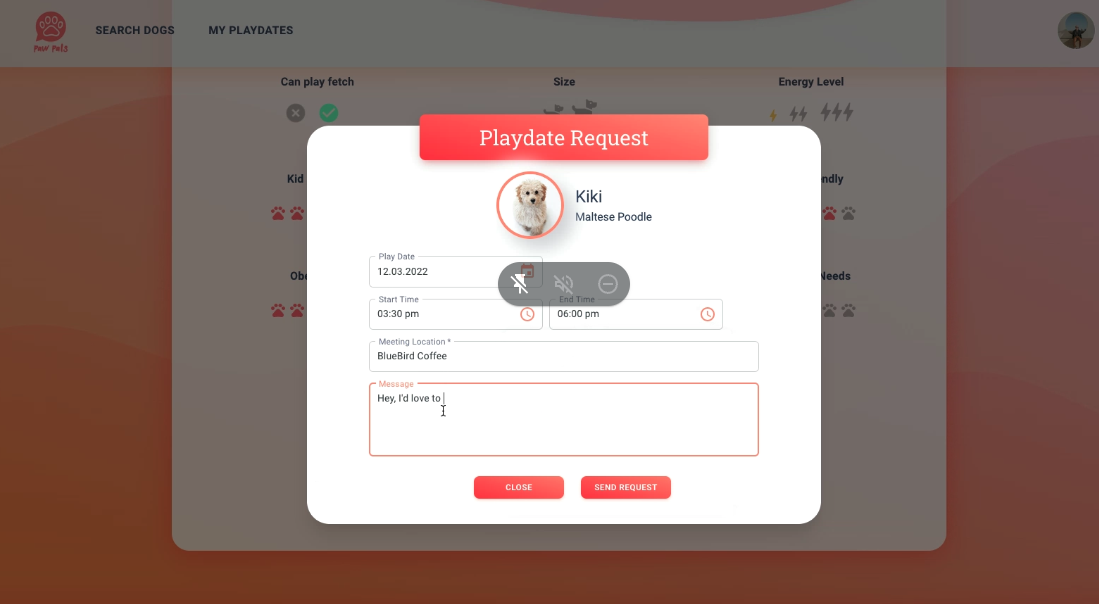 Paw Pals
SEARCH DOGS
MY PLAYDATES
Can play fetch
Size
Energy Level
Playdate Request
Kid
ndly
Kiki
Maltese Poodle
Play Date
12.03.2022
Obe
Needs
Start Time
03:30 pm
End Time
06:00 pm
Meeting Location *
BlueBird Coffee
Message
Hey, I'd love to
CLOSE
SEND REQUEST